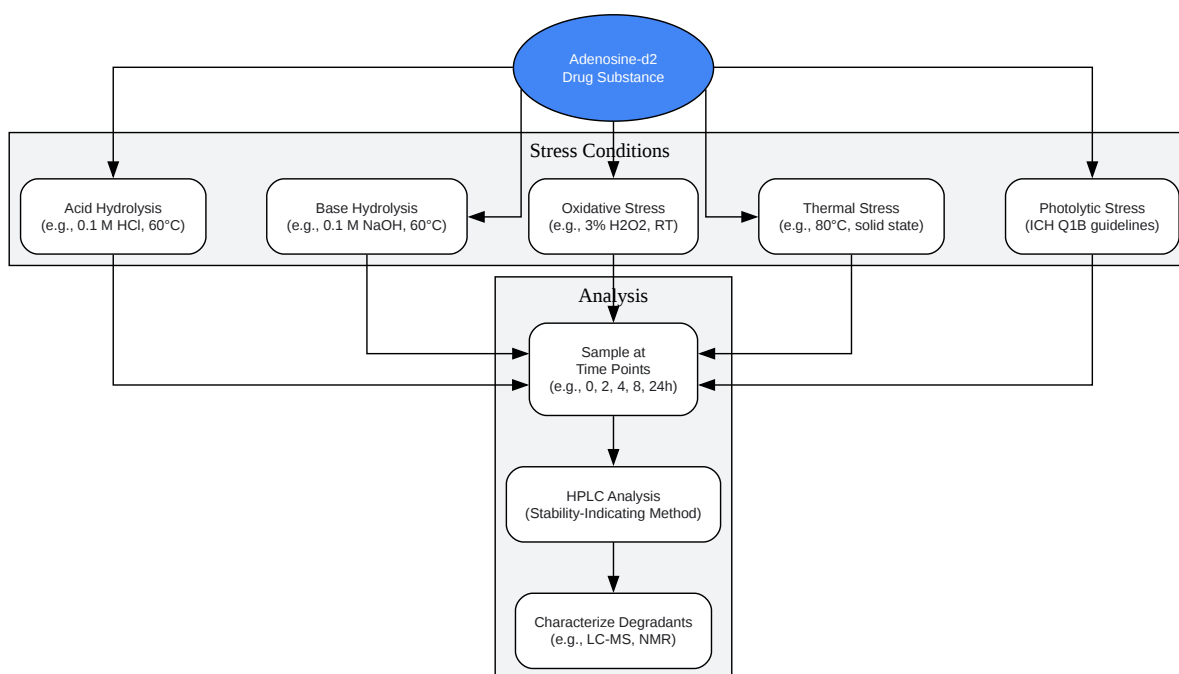 Adenosine-d2
Drug Substance
Stress Conditions
Acid Hydrolysis
(e.g., 0.1 M HCl, 60°C)
Base Hydrolysis
(e.g., 0.1 M NaOH, 60°C)
Oxidative Stress
(e.g., 3% H2O2, RT)
Thermal Stress
(e.g., 80°C, solid state)
Photolytic Stress
(ICH Q1B guidelines)
Analysis
Sample at
Time Points
(e.g., 0, 2, 4, 8, 24h)
HPLC Analysis
(Stability-Indicating Method)
Characterize Degradants
(e.g., LC-MS, NMR)